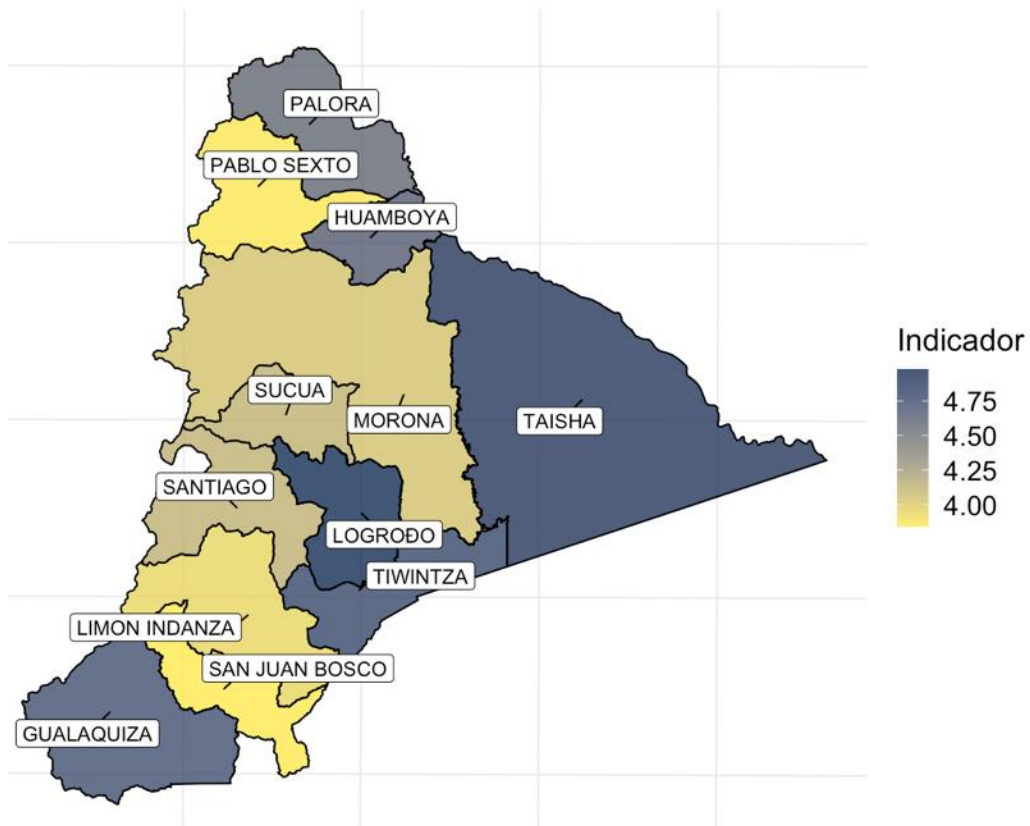 PALORA
PABLO SEXTO
HUAMBOYA
SUCUA
MORONA
TAISHA
SANTIAGO
LOGROĐO
TIWINTZA
LIMON INDANZA
SAN JUAN BOSCO
GUALAQUIZA
Indicador
4.75
4.50
4.25
4.00